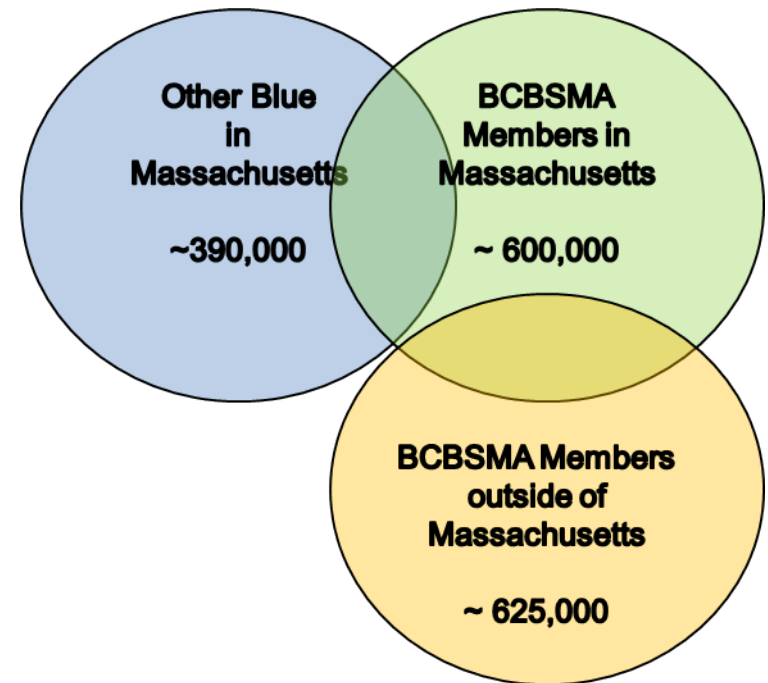 Other Blue
in
Massachusetts
~390,000
BCBSMA
Members in
Massachusetts
~ 600,000
BCBSMA Members
outside of
Massachusetts
~ 625,000